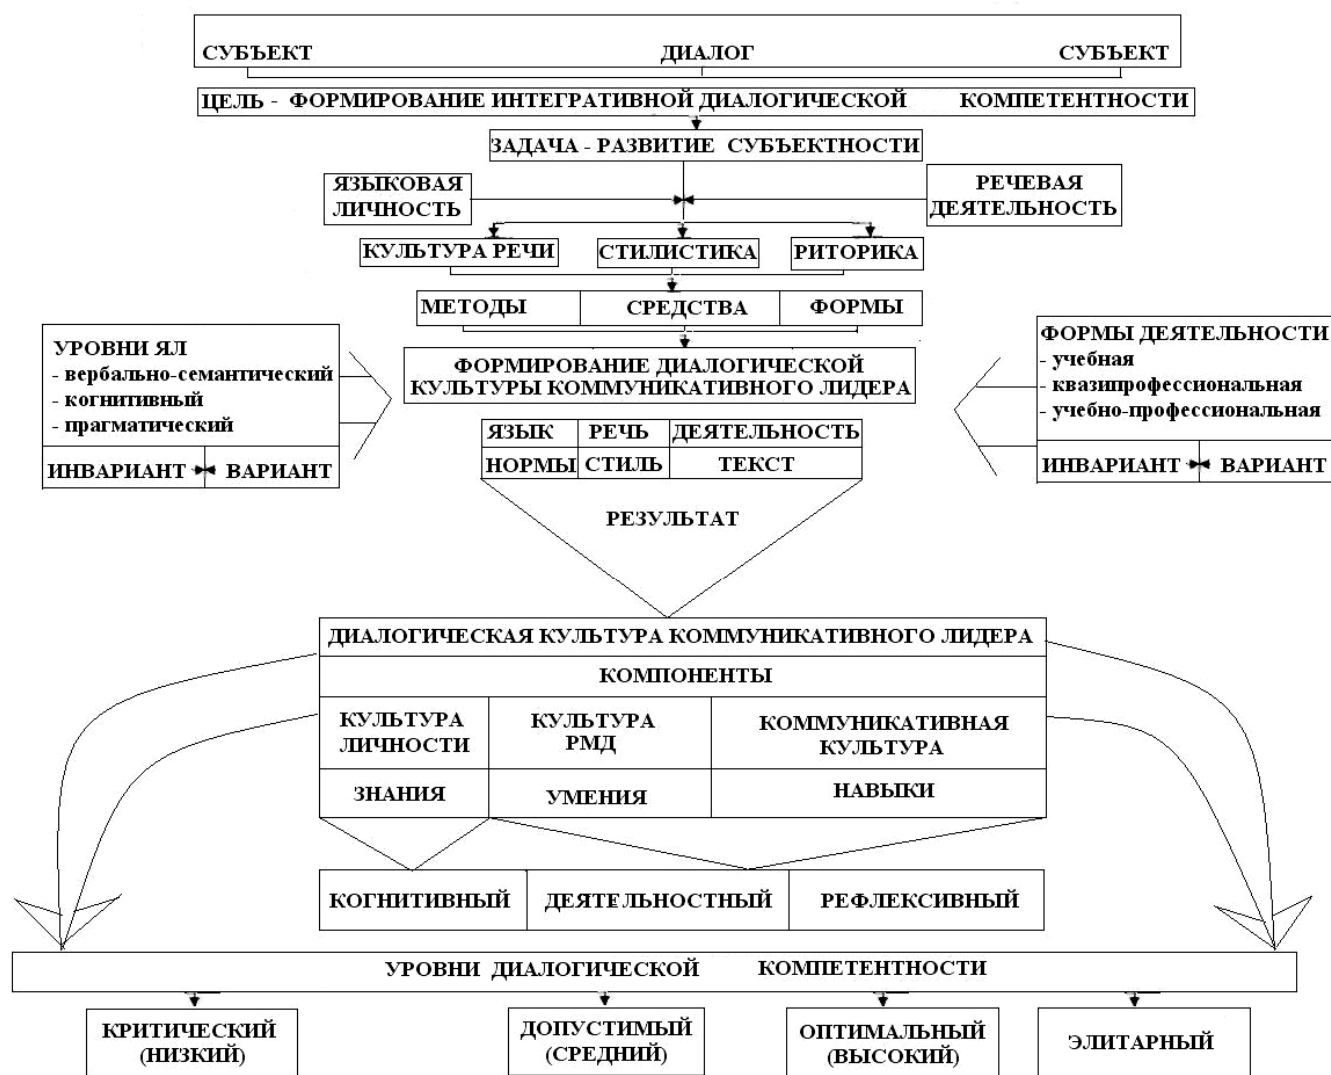 СУБЪЕКТ ДИАЛОГ СУБЪЕКТ
ЦЕЛЬ - ФОРМИРОВАНИЕ ИНТЕГРАТИВНОЙ ДИАЛОГИЧЕСКОЙ КОМПЕТЕНТНОСТИ
ЗАДАЧА - РАЗВИТИЕ СУБЪЕКТНОСТИ
ЯЗЫКОВАЯ
ЛИЧНОСТЬ
РЕЧЕВАЯ
ДЕЯТЕЛЬНОСТЬ
КУЛЬТУРА РЕЧИ СТИЛИСТИКА РИТОРИКА
МЕТОДЫ СРЕДСТВА ФОРМЫ
УРОВНИ ЯЛ
- вербально-семантический
- когнитивный
- прагматический
ИНВАРИАНТ ВАРИАНТ
ФОРМИРОВАНИЕ ДИАЛОГИЧЕСКОЙ
КУЛЬТУРЫ КОММУНИКАТИВНОГО ЛИДЕРА
ФОРМЫ ДЕЯТЕЛЬНОСТИ
- учебная
- квазипрофессиональная
- учебно-профессиональная
ИНВАРИАНТ ВАРИАНТ
ЯЗЫК РЕЧЬ ДЕЯТЕЛЬНОСТЬ
НОРМЫ СТИЛЬ ТЕКСТ
РЕЗУЛЬТАТ
ДИАЛОГИЧЕСКАЯ КУЛЬТУРА КОММУНИКАТИВНОГО ЛИДЕРА
КОМПОНЕНТЫ
КУЛЬТУРА
ЛИЧНОСТИ
КУЛЬТУРА
РМД
КОММУНИКАТИВНАЯ
КУЛЬТУРА
ЗНАНИЯ УМЕНИЯ НАВЫКИ
КОГНИТИВНЫЙ ДЕЯТЕЛЬНОСТНЫЙ РЕФЛЕКСИВНЫЙ
УРОВНИ ДИАЛОГИЧЕСКОЙ КОМПЕТЕНТНОСТИ
КРИТИЧЕСКИЙ
(НИЗКИЙ)
ДОПУСТИМЫЙ
(СРЕДНИЙ)
ОПТИМАЛЬНЫЙ
(ВЫСОКИЙ)
ЭЛИТАРНЫЙ